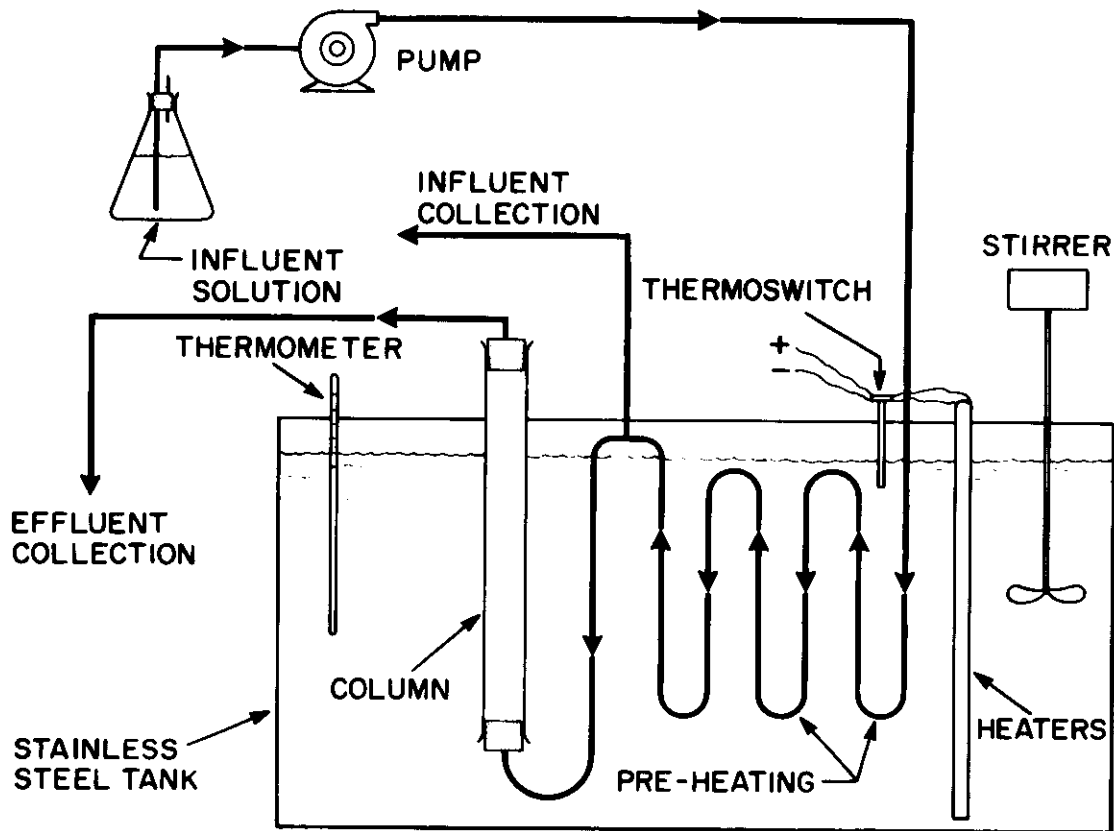 PUMP
INFLUENT
COLLECTION
INFLUENT
SOLUTION
STIRRER
THERMOSWITCH
THERMOMETER
+
-
EFFLUENT
COLLECTION
COLUMN
HEATERS
STAINLESS
STEEL TANK
PRE-HEATING